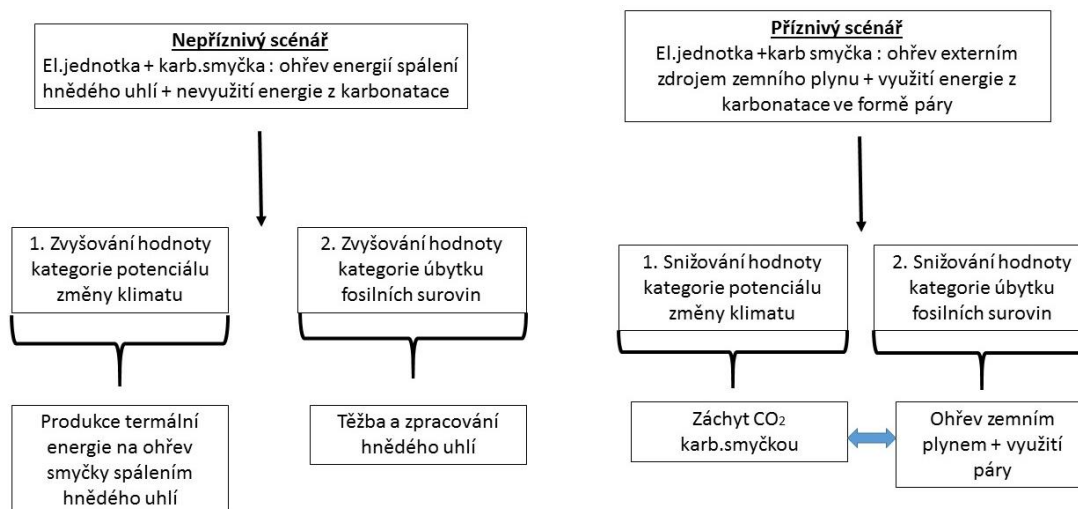 Nepříznivý scénář
El.jednotka + karb.smyčka : ohřev energií spálení
hnědého uhlí + nevyužití energie z karbonatace
1. Zvyšování hodnoty
kategorie potenciálu
změny klimatu
2. Zvyšování hodnoty
kategorie úbytku
fosilních surovin
Produkce termální
energie na ohřev
smyčky spálením
hnědého uhlí
Těžba a zpracování
hnědého uhlí
Příznivý scénář
El.jednotka +karb smyčka : ohřev externím
zdrojem zemního plynu + využití energie z
karbonatace ve formě páry
1. Snižování hodnoty
kategorie potenciálu
změny klimatu
2. Snižování hodnoty
kategorie úbytku
fosilních surovin
Záchyt CO₂
karb.smyčkou
Ohřev zemním
plynem + využití
páry